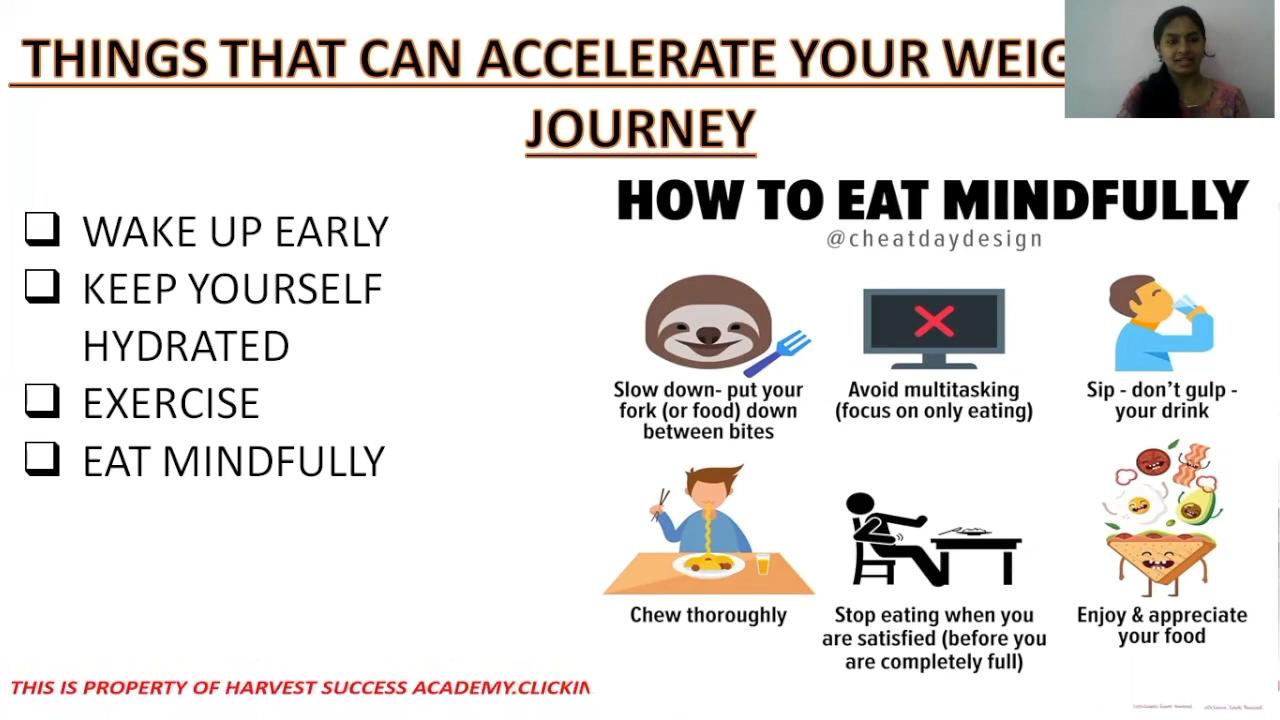 THINGS THAT CAN ACCELERATE YOUR WEIG
JOURNEY
WAKE UP EARLY
KEEP YOURSELF
HYDRATED
EXERCISE
EAT MINDFULLY
HOW TO EAT MINDFULLY
@cheatdaydesign
Slow down- put your
fork (or food) down
between bites
Avoid multitasking
(focus on only eating)
Sip - don't gulp -
your drink
Chew thoroughly
Stop eating when you
are satisfied (before you
are completely full)
Enjoy & appreciate
your food
THIS IS PROPERTY OF HARVEST SUCCESS ACADEMY.CLICKIN